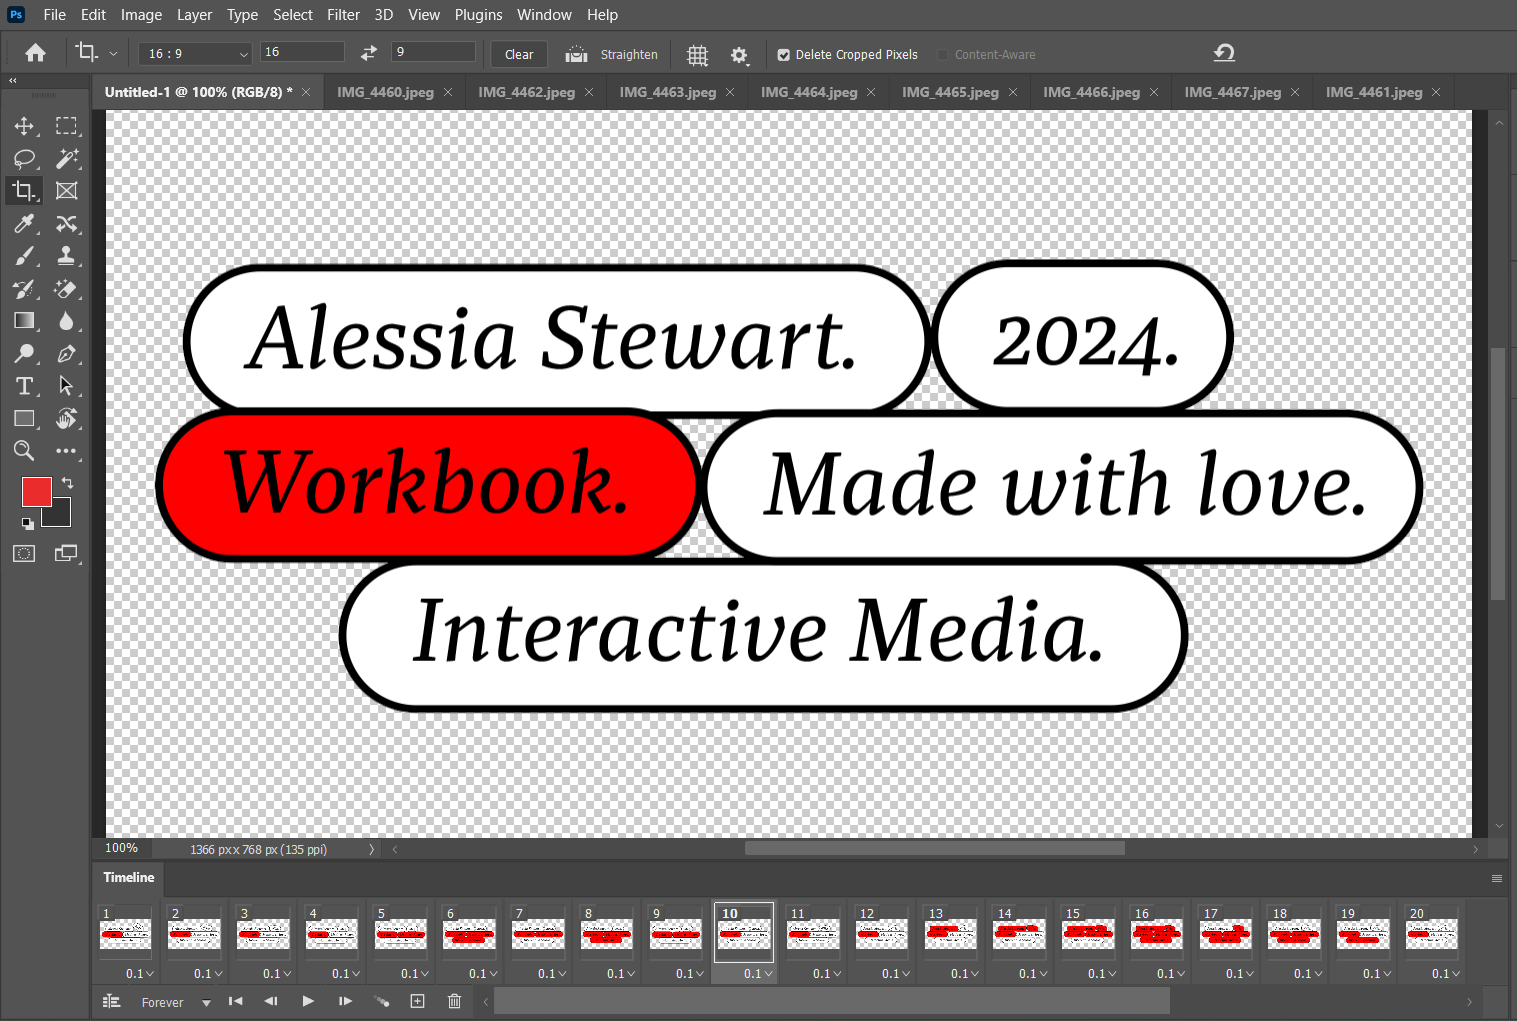 Ps File Edit Image Layer Type Select Filter 3D View Plugins Window Help
16 : 9 16 9 Clear Straighten Delete Cropped Pixels Content-Aware
Untitled-1 @ 100% (RGB/8) * IMG_4460.jpeg IMG_4462.jpeg IMG_4463.jpeg IMG_4464.jpeg IMG_4465.jpeg IMG_4466.jpeg IMG_4467.jpeg IMG_4461.jpeg
Alessia Stewart. 2024.
Workbook. Made with love.
Interactive Media.
100% 1366 px x 768 px (135 ppi)
Timeline
1 2 3 4 5 6 7 8 9 10 11 12 13 14 15 16 17 18 19 20
0.1 0.1 0.1 0.1 0.1 0.1 0.1 0.1 0.1 0.1 0.1 0.1 0.1 0.1 0.1 0.1 0.1 0.1 0.1 0.1
Forever